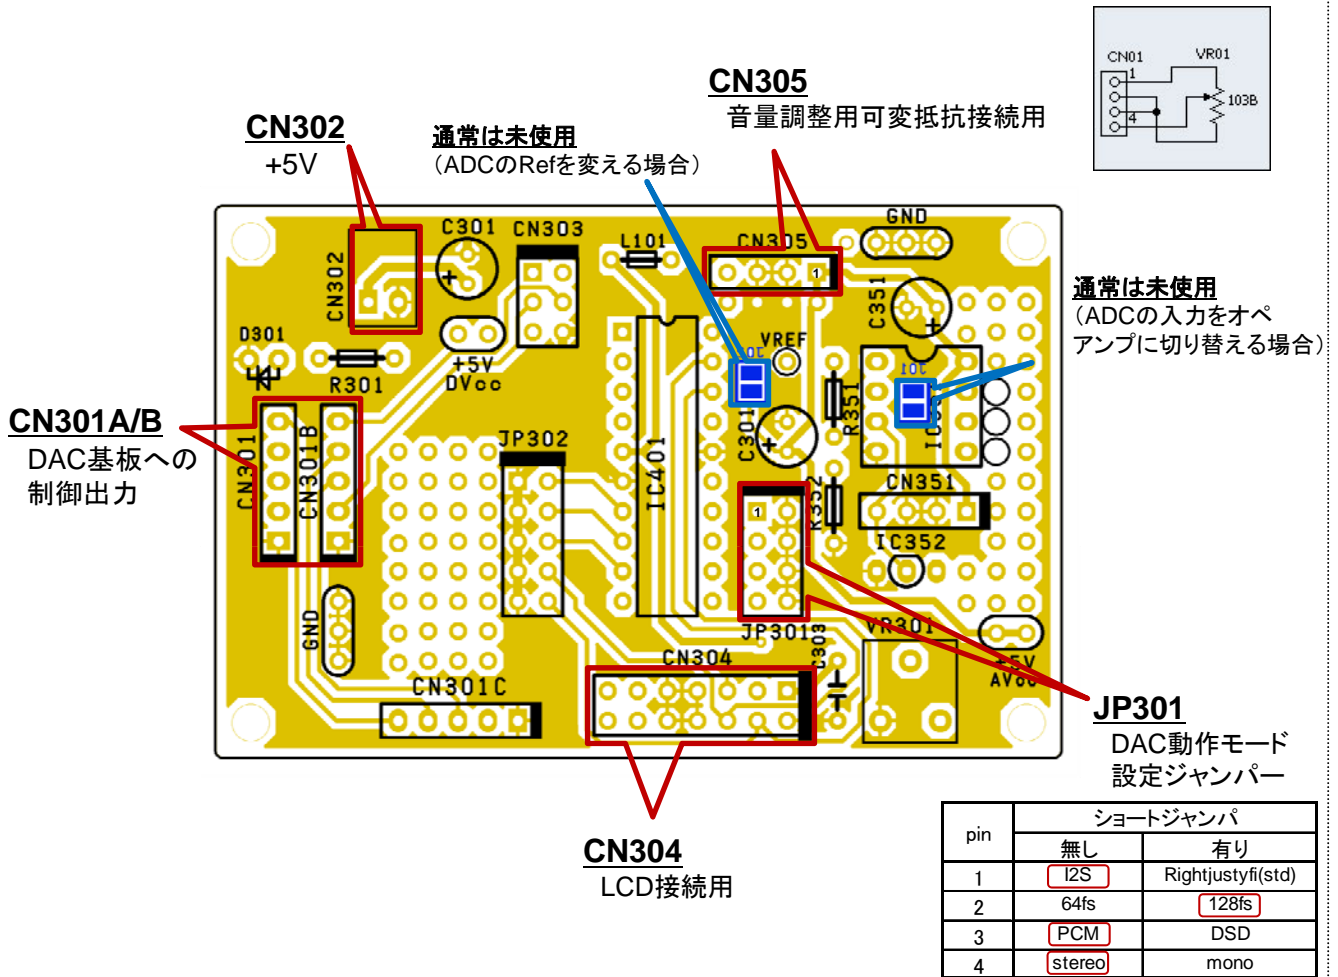 CN01
VR01
1
103B
4
CN305
音量調整用可変抵抗接続用
CN302
+5V
通常は未使用
(ADCのRefを変える場合)
C301
CN303
L101
CN305
GND
1
CN302
C351
+
+
通常は未使用
(ADCの入力をオペ
アンプに切り替える場合)
D301
R301
+5V
DVcc
VREF
J01
R351
CN301A/B
DAC基板への
制御出力
CN301
CN301B
JP302
IC401
C301
+
CN351
R352
1
IC352
GND
JP301
C303
VR301
+5V
AVcc
CN304
CN301C
JP301
DAC動作モード
設定ジャンパー
CN304
LCD接続用
pin
ショートジャンパ
無し
有り
1
I2S
Rightjustyfi(std)
2
64fs
128fs
3
PCM
DSD
4
stereo
mono